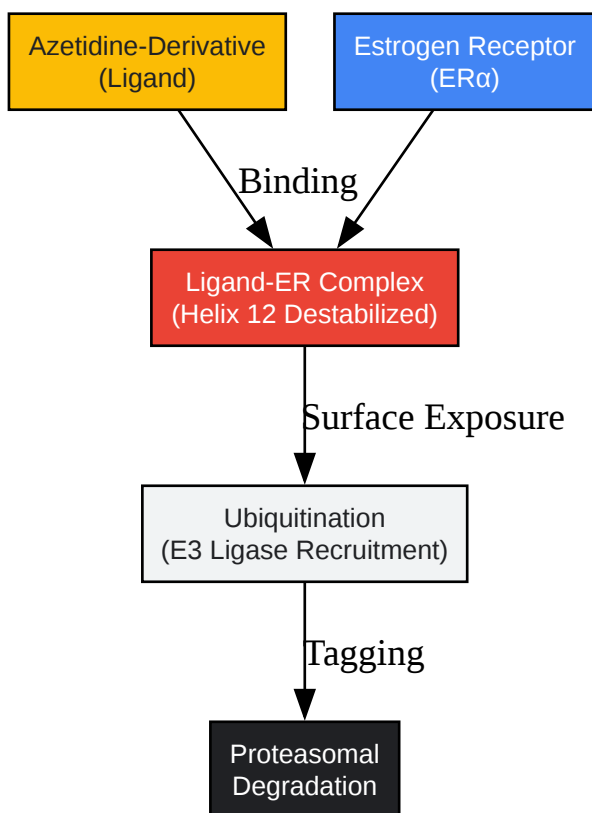 Azetidine-Derivative
(Ligand)
Estrogen Receptor
(ERα)
Binding
Ligand-ER Complex
(Helix 12 Destabilized)
Surface Exposure
Ubiquitination
(E3 Ligase Recruitment)
Tagging
Proteasomal
Degradation